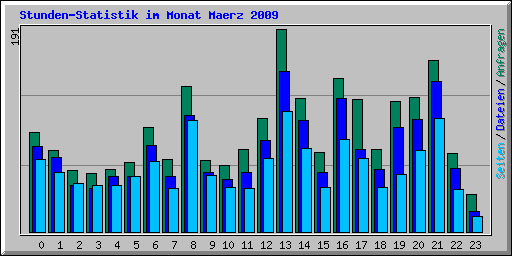 Stunden-Statistik im Monat Maerz 2009
191
0 1 2 3 4 5 6 7 8 9 10 11 12 13 14 15 16 17 18 19 20 21 22 23
Seiten / Dateien / Anfragen